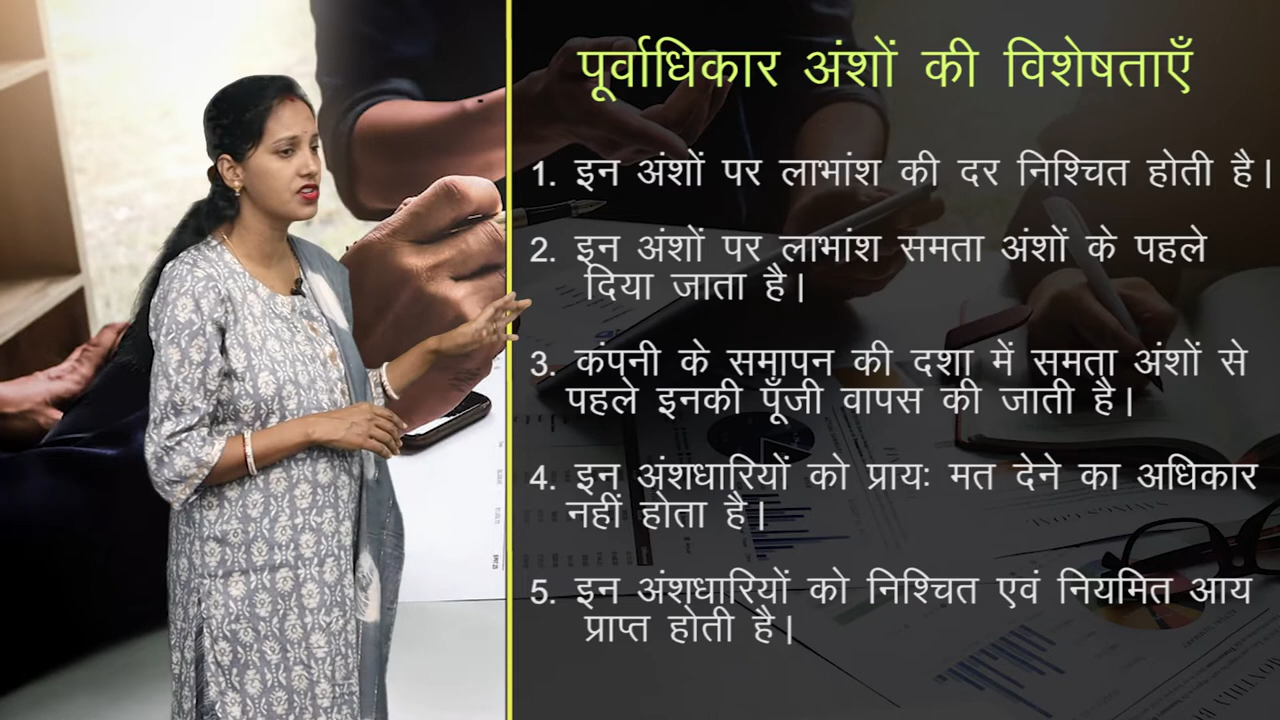 पूर्वाधिकार अंशों की विशेषताएँ
1. इन अंशों पर लाभांश की दर निश्चित होती है।
2. इन अंशों पर लाभांश समता अंशों के पहले
दिया जाता है।
3. कंपनी के समापन की दशा में समता अंशों से
पहले इनकी पूँजी वापस की जाती है।
4. इन अंशधारियों को प्रायः मत देने का अधिकार
नहीं होता है।
5. इन अंशधारियों को निश्चित एवं नियमित आय
प्राप्त होती है।